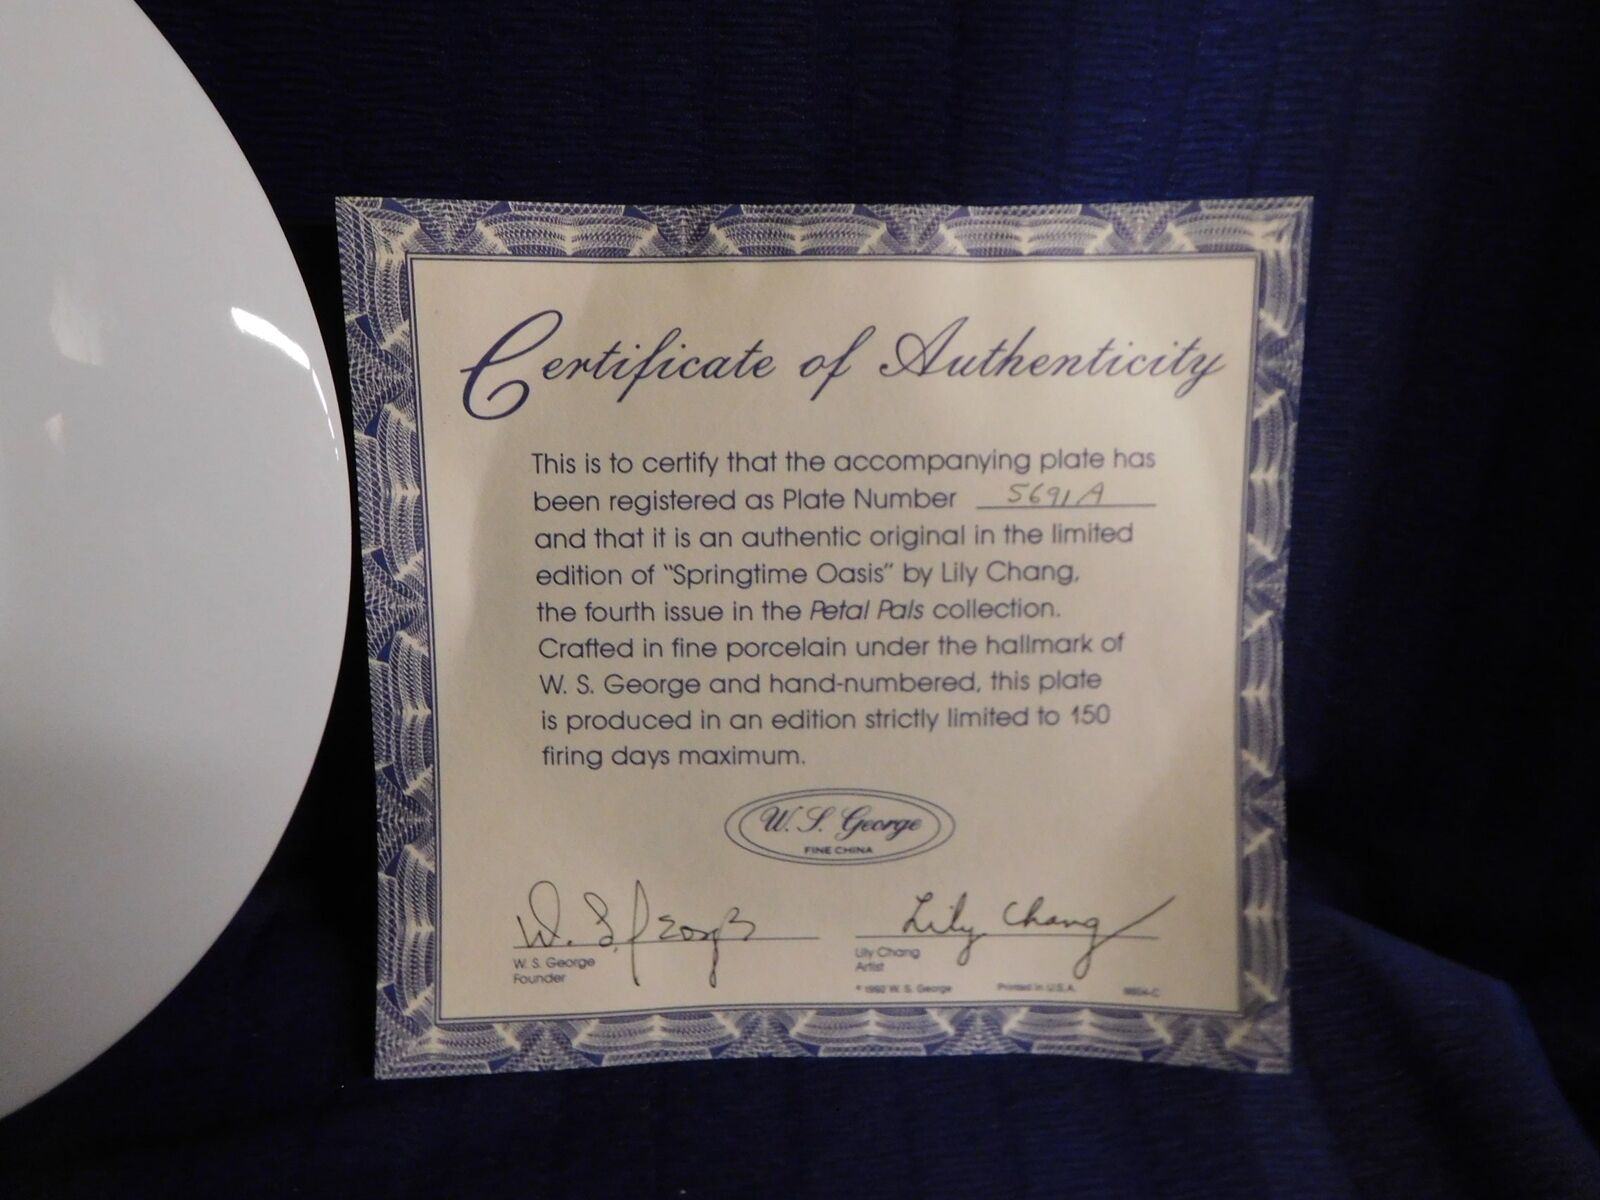 Certificate of Authenticity
This is to certify that the accompanying plate has
been registered as Plate Number 5691A
and that it is an authentic original in the limited
edition of "Springtime Oasis" by Lily Chang,
the fourth issue in the Petal Pals collection.
Crafted in fine porcelain under the hallmark of
W. S. George and hand-numbered, this plate
is produced in an edition strictly limited to 150
firing days maximum.
W. S. George
FINE CHINA
W. S. George
Lily Chang
W. S. George
Founder
Lily Chang
Artist
W. S. George Printed in U.S.A.